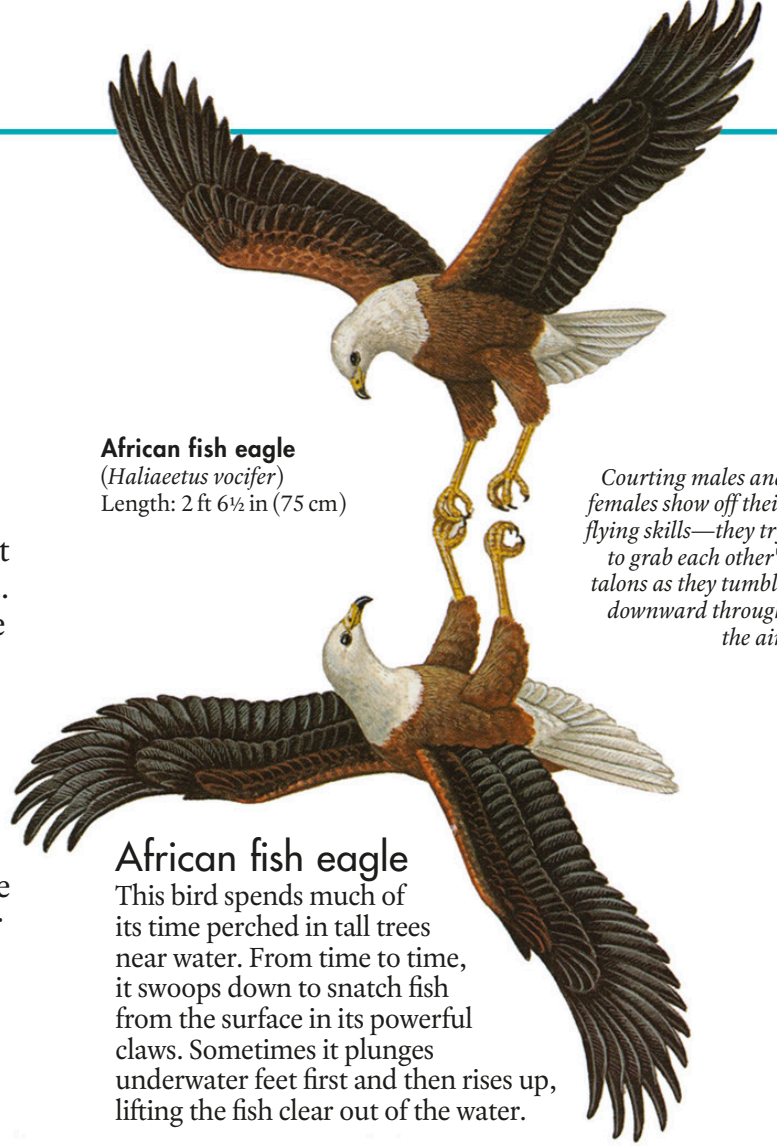 African fish eagle
(Haliaeetus vocifer)
Length: 2 ft 6½ in (75 cm)
Courting males and
females show off their
flying skills—they try
to grab each other's
talons as they tumble
downward through
the air
African fish eagle
This bird spends much of
its time perched in tall trees
near water. From time to time,
it swoops down to snatch fish
from the surface in its powerful
claws. Sometimes it plunges
underwater feet first and then rises up,
lifting the fish clear out of the water.